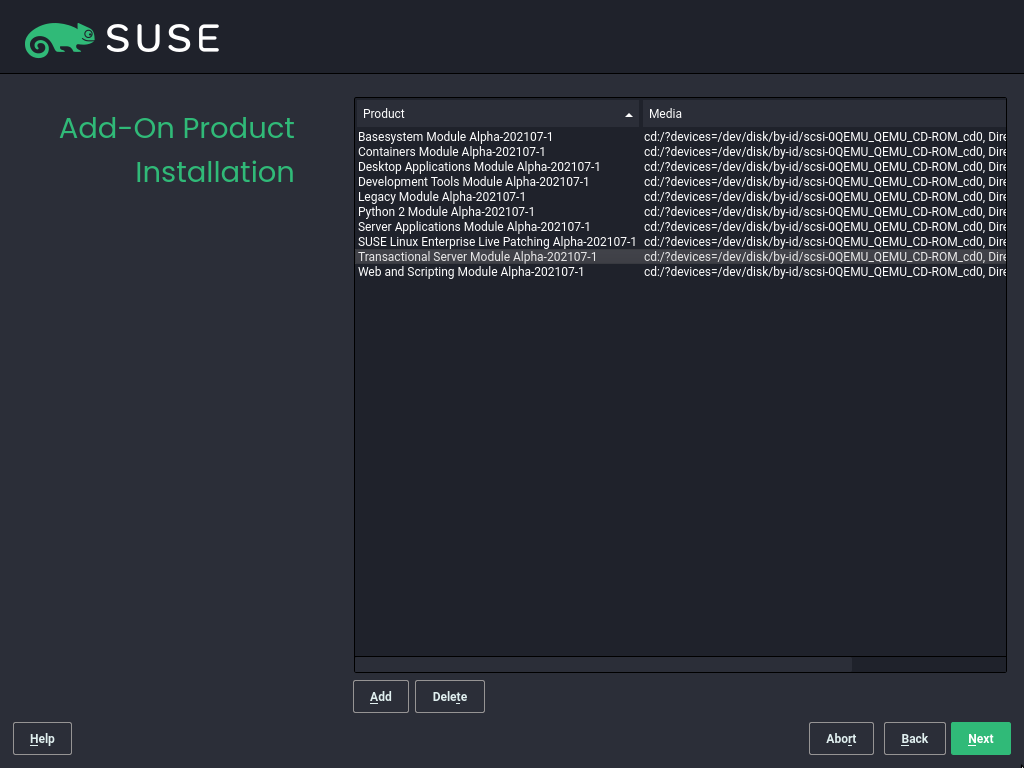 SUSE
Add-On Product
Installation
Product Media
Basesystem Module Alpha-202107-1 cd:/?devices=/dev/disk/by-id/scsi-0QEMU_QEMU_CD-ROM_cd0, Dire
Containers Module Alpha-202107-1 cd:/?devices=/dev/disk/by-id/scsi-0QEMU_QEMU_CD-ROM_cd0, Dire
Desktop Applications Module Alpha-202107-1 cd:/?devices=/dev/disk/by-id/scsi-0QEMU_QEMU_CD-ROM_cd0, Dire
Development Tools Module Alpha-202107-1 cd:/?devices=/dev/disk/by-id/scsi-0QEMU_QEMU_CD-ROM_cd0, Dire
Legacy Module Alpha-202107-1 cd:/?devices=/dev/disk/by-id/scsi-0QEMU_QEMU_CD-ROM_cd0, Dire
Python 2 Module Alpha-202107-1 cd:/?devices=/dev/disk/by-id/scsi-0QEMU_QEMU_CD-ROM_cd0, Dire
Server Applications Module Alpha-202107-1 cd:/?devices=/dev/disk/by-id/scsi-0QEMU_QEMU_CD-ROM_cd0, Dire
SUSE Linux Enterprise Live Patching Alpha-202107-1 cd:/?devices=/dev/disk/by-id/scsi-0QEMU_QEMU_CD-ROM_cd0, Dire
Transactional Server Module Alpha-202107-1 cd:/?devices=/dev/disk/by-id/scsi-0QEMU_QEMU_CD-ROM_cd0, Dire
Web and Scripting Module Alpha-202107-1 cd:/?devices=/dev/disk/by-id/scsi-0QEMU_QEMU_CD-ROM_cd0, Dire
Add Delete
Help Abort Back Next